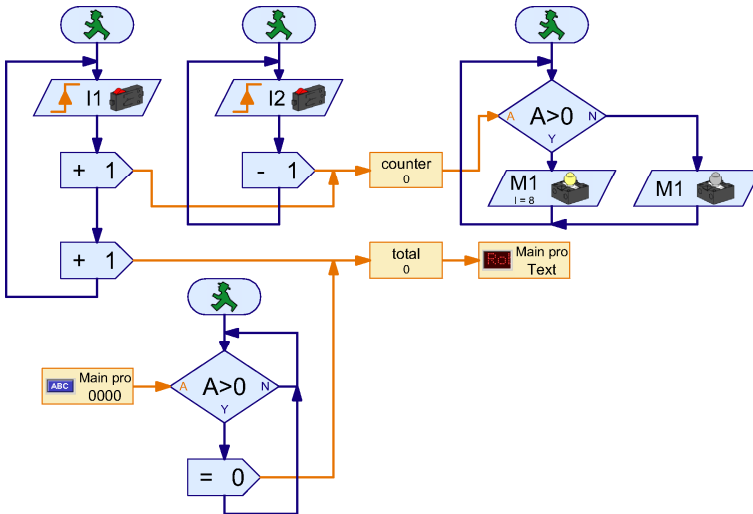 I1
I2
A>0
A
N
Y
+ 1
- 1
counter
0
M1
I = 8
M1
+ 1
total
0
Main pro
Text
Main pro
0000
ABC
A>0
A
N
Y
= 0